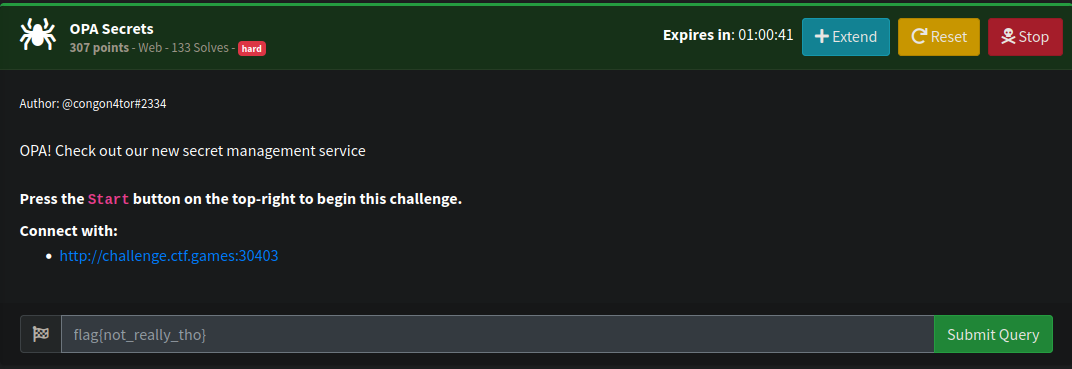 OPA Secrets
307 points - Web - 133 Solves - hard
Expires in: 01:00:41
Extend
Reset
Stop
Author: @congon4tor#2334
OPA! Check out our new secret management service
Press the Start button on the top-right to begin this challenge.
Connect with:
http://challenge.ctf.games:30403
flag{not_really_tho}
Submit Query